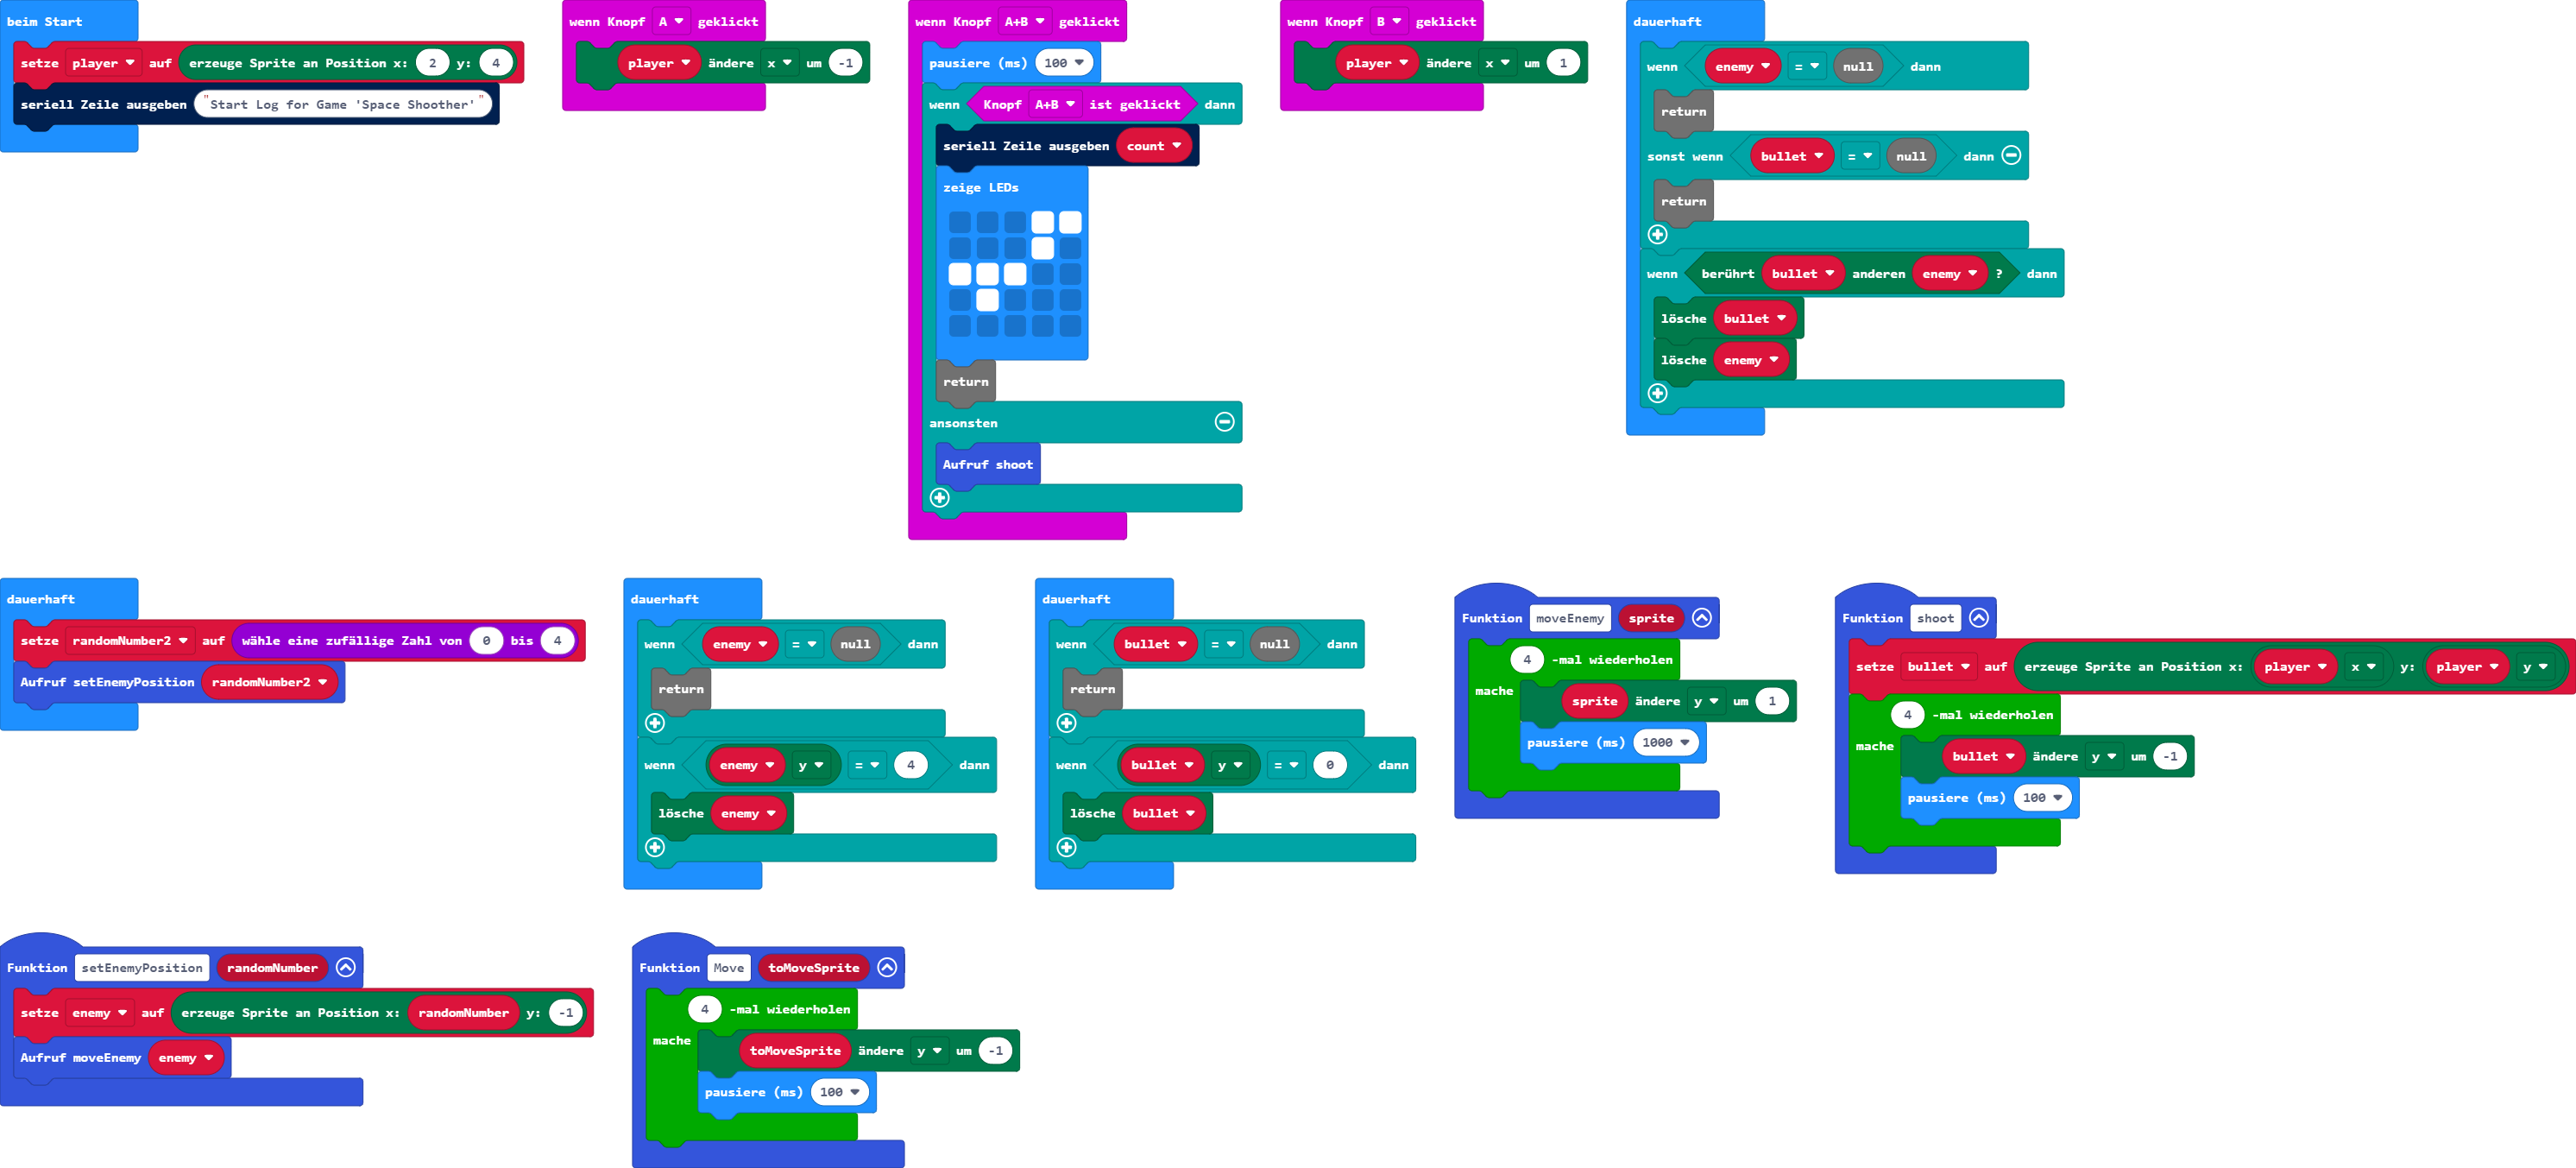 beim Start
setze player auf erzeuge Sprite an Position x: 2 y: 4
seriell Zeile ausgeben "Start Log for Game 'Space Shoother'"
wenn Knopf A geklickt
player ändere x um -1
wenn Knopf A+B geklickt
pausiere (ms) 100
wenn Knopf A+B ist geklickt dann
seriell Zeile ausgeben count
zeige LEDs
return
ansonsten
Aufruf shoot
wenn Knopf B geklickt
player ändere x um 1
dauerhaft
wenn enemy = null dann
return
sonst wenn bullet = null dann
return
wenn berührt bullet anderen enemy ? dann
lösche bullet
lösche enemy
dauerhaft
setze randomNumber2 auf wähle eine zufällige Zahl von 0 bis 4
Aufruf setEnemyPosition randomNumber2
dauerhaft
wenn enemy = null dann
return
wenn enemy y = 4 dann
lösche enemy
dauerhaft
wenn bullet = null dann
return
wenn bullet y = 0 dann
lösche bullet
Funktion moveEnemy sprite
4 -mal wiederholen
mache sprite ändere y um 1
pausiere (ms) 1000
Funktion shoot
setze bullet auf erzeuge Sprite an Position x: player x y: player y
4 -mal wiederholen
mache bullet ändere y um -1
pausiere (ms) 100
Funktion setEnemyPosition randomNumber
setze enemy auf erzeuge Sprite an Position x: randomNumber y: -1
Aufruf moveEnemy enemy
Funktion Move toMoveSprite
4 -mal wiederholen
mache toMoveSprite ändere y um -1
pausiere (ms) 100